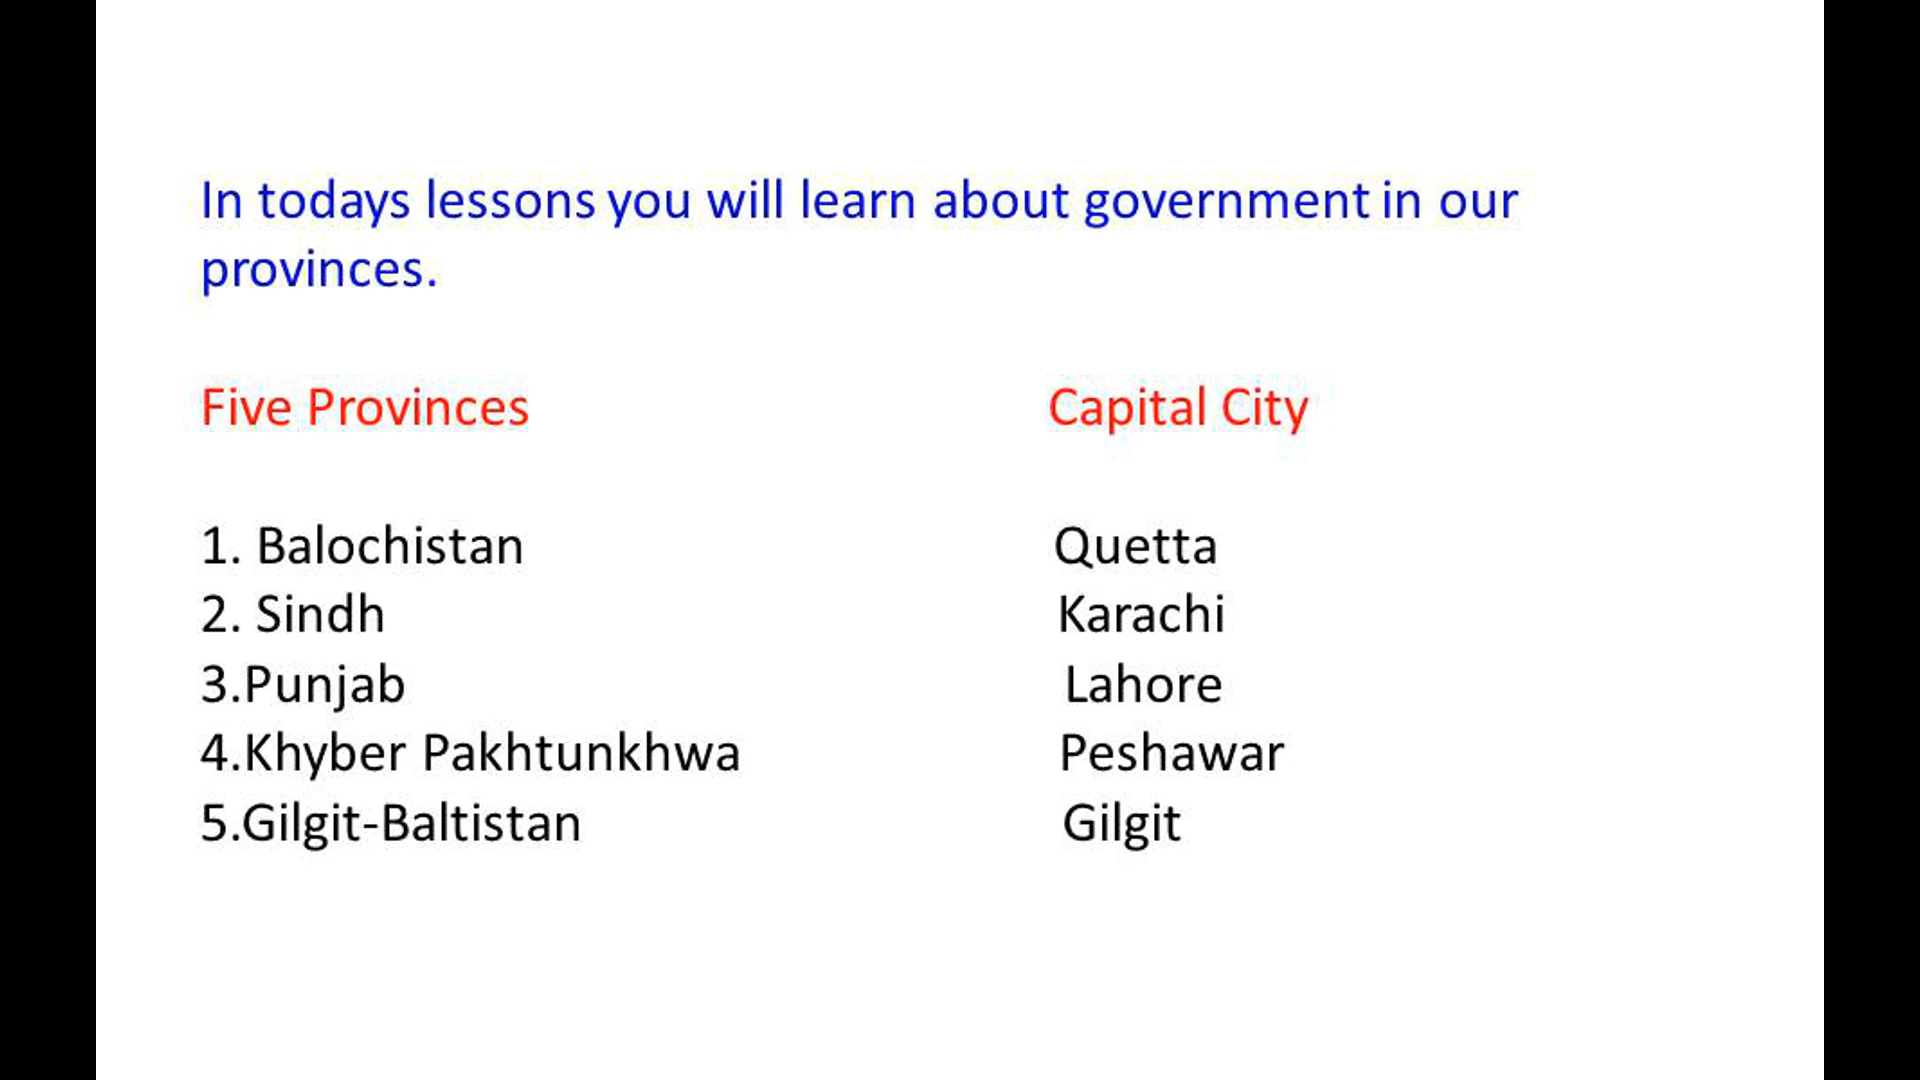 In todays lessons you will learn about government in our
provinces.
Five Provinces Capital City
1. Balochistan Quetta
2. Sindh Karachi
3.Punjab Lahore
4.Khyber Pakhtunkhwa Peshawar
5.Gilgit-Baltistan Gilgit